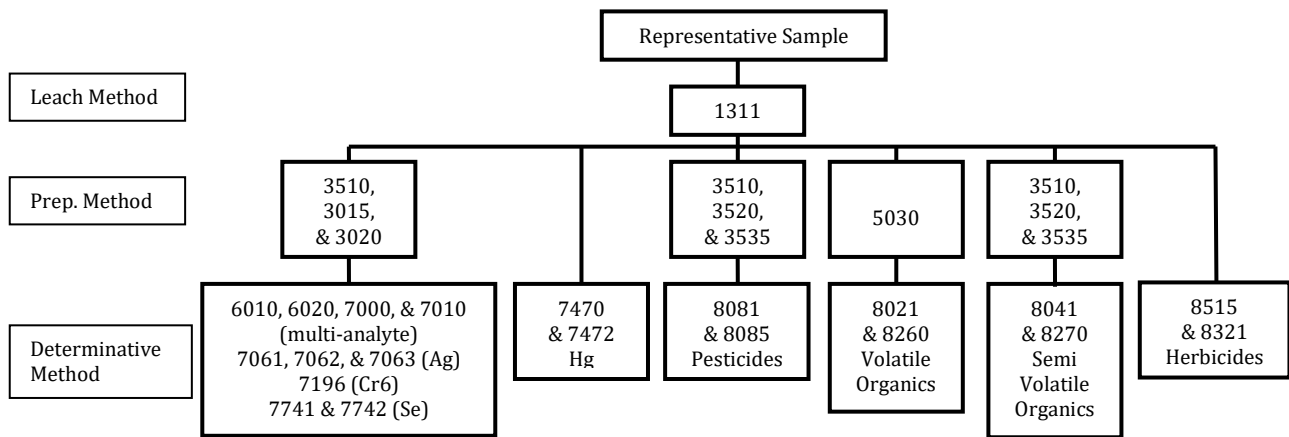 Representative Sample
Leach Method
1311
Prep. Method
3510,
3015,
& 3020
3510,
3520,
& 3535
5030
3510,
3520,
& 3535
Determinative
Method
6010, 6020, 7000, & 7010
(multi-analyte)
7061, 7062, & 7063 (Ag)
7196 (Cr6)
7741 & 7742 (Se)
7470
& 7472
Hg
8081
& 8085
Pesticides
8021
& 8260
Volatile
Organics
8041
& 8270
Semi
Volatile
Organics
8515
& 8321
Herbicides